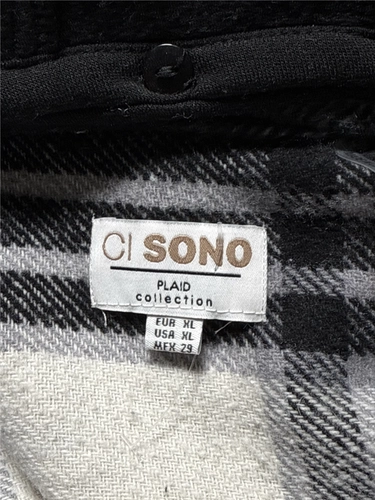 CI SONO
PLAID
collection
EUR XL
USA XL
MEX 29